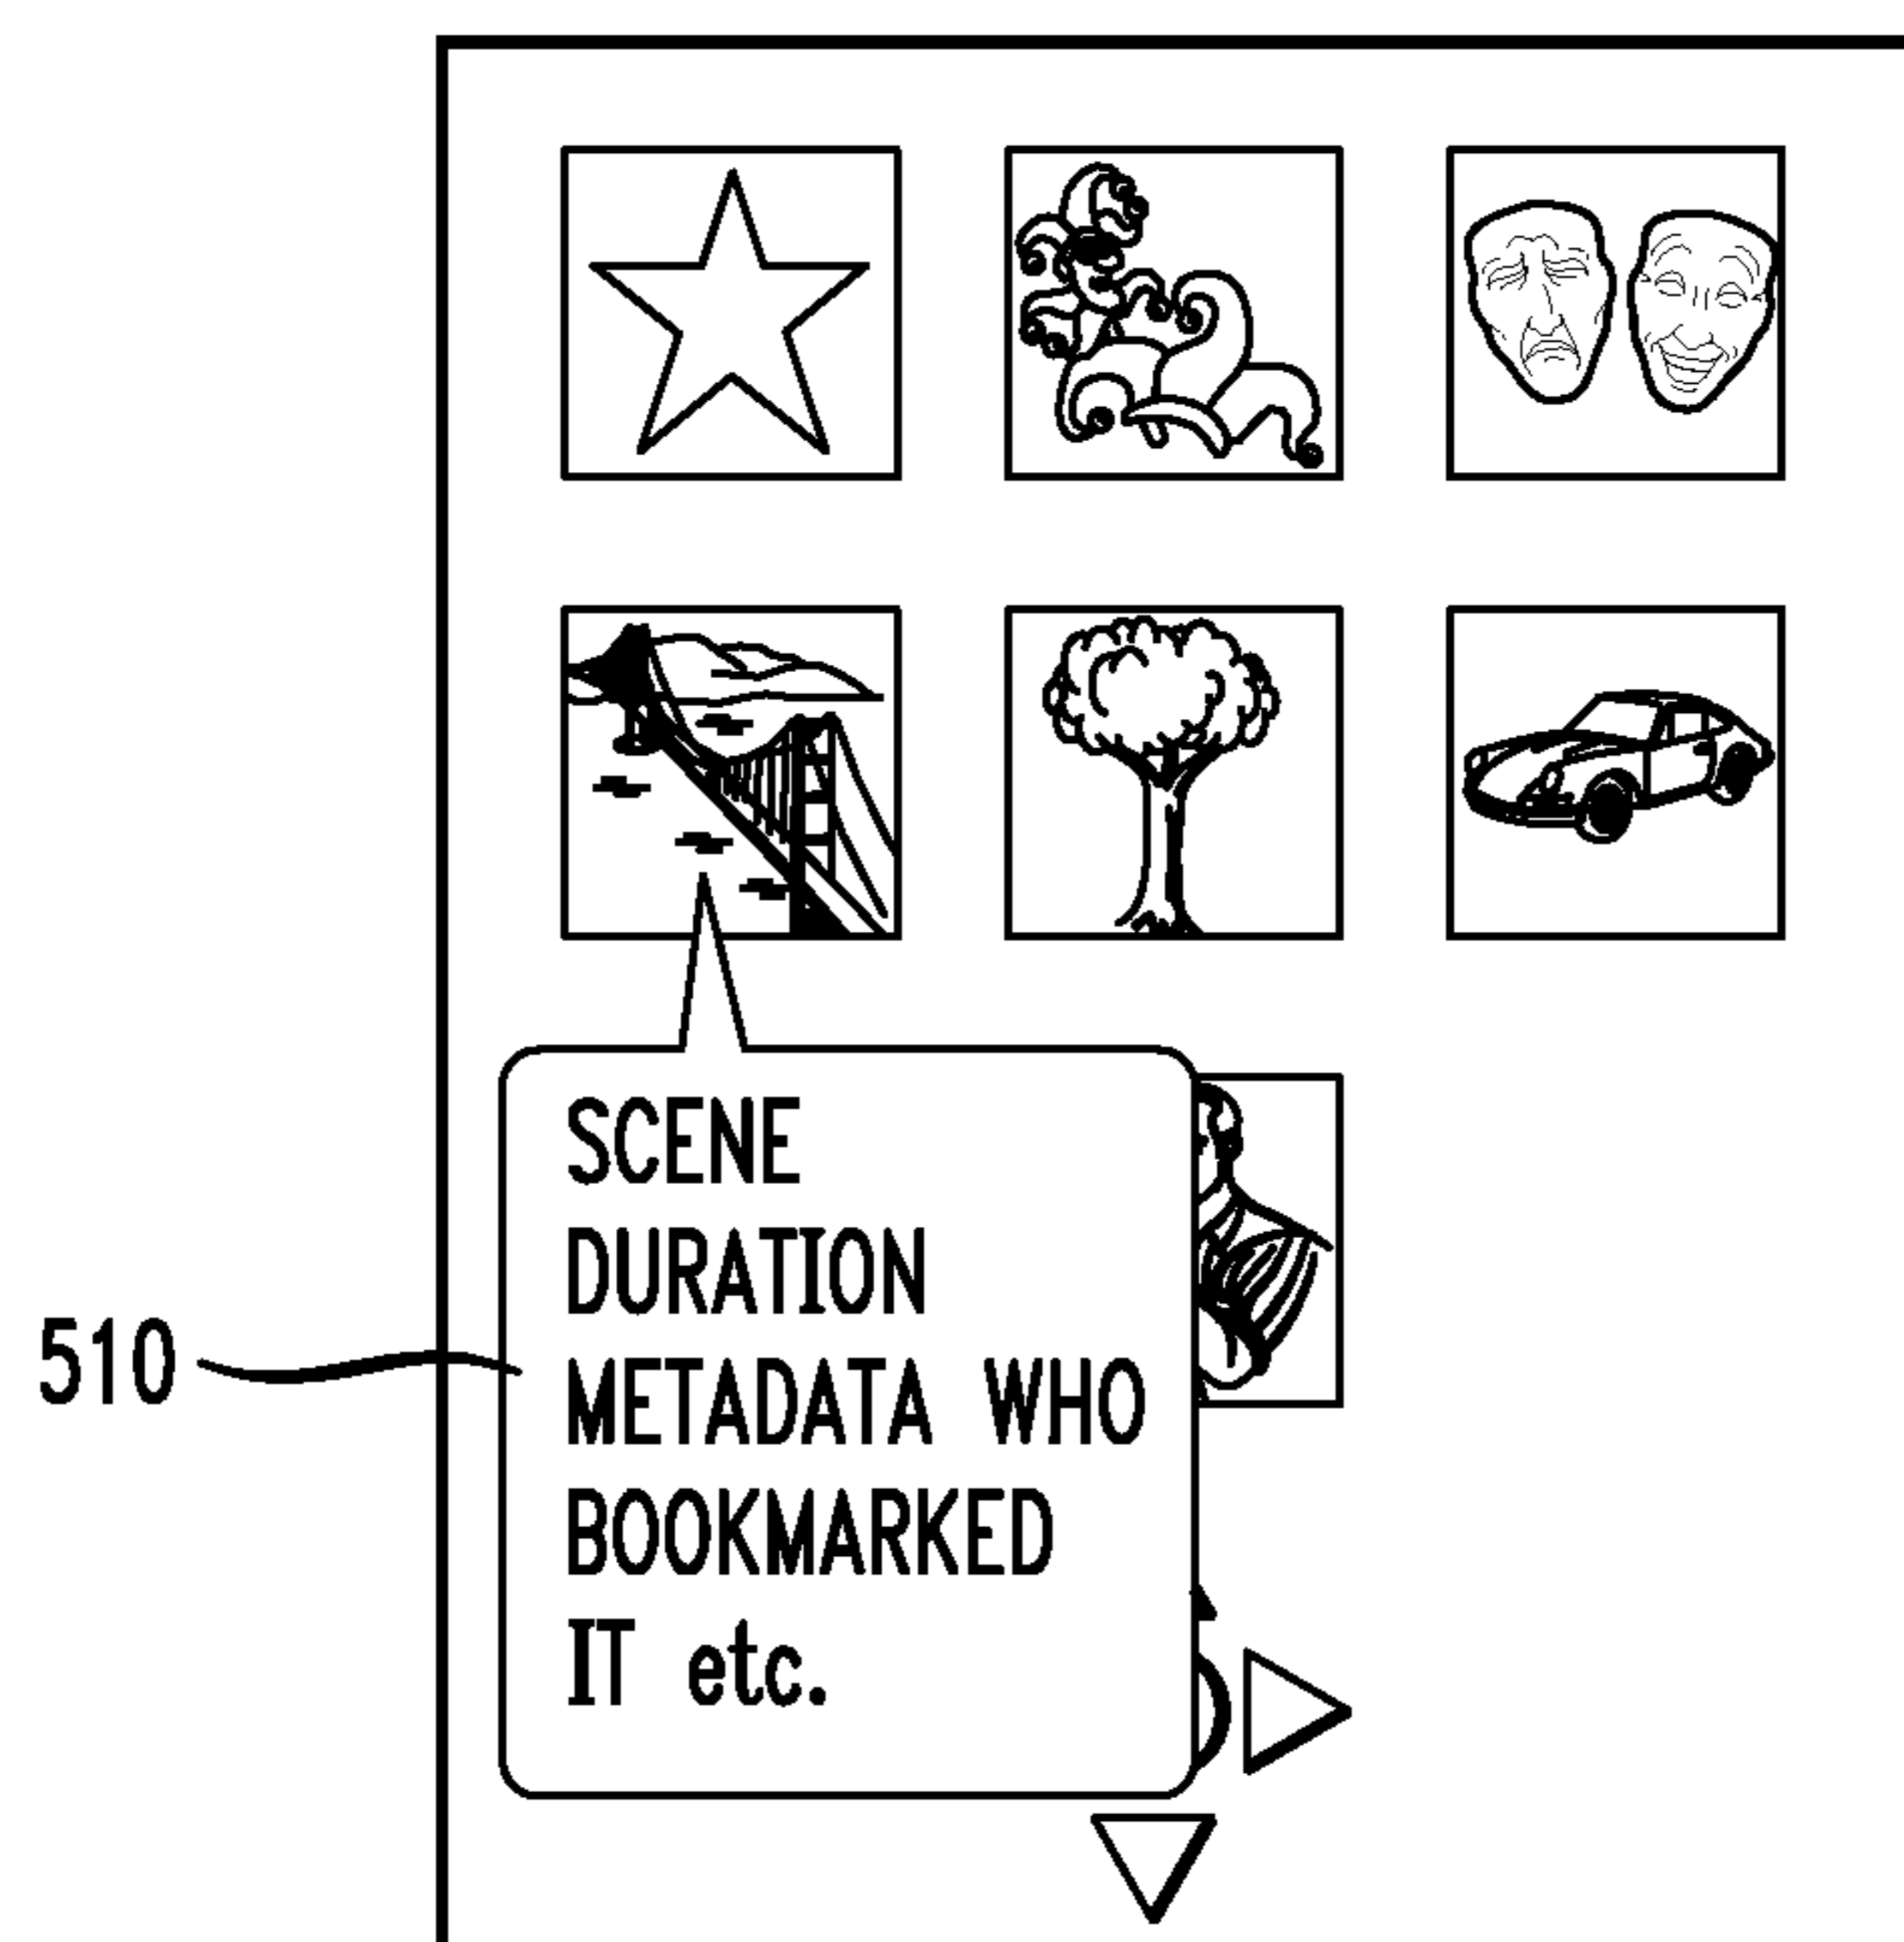 SCENE
DURATION
510
METADATA WHO
BOOKMARKED
IT etc.